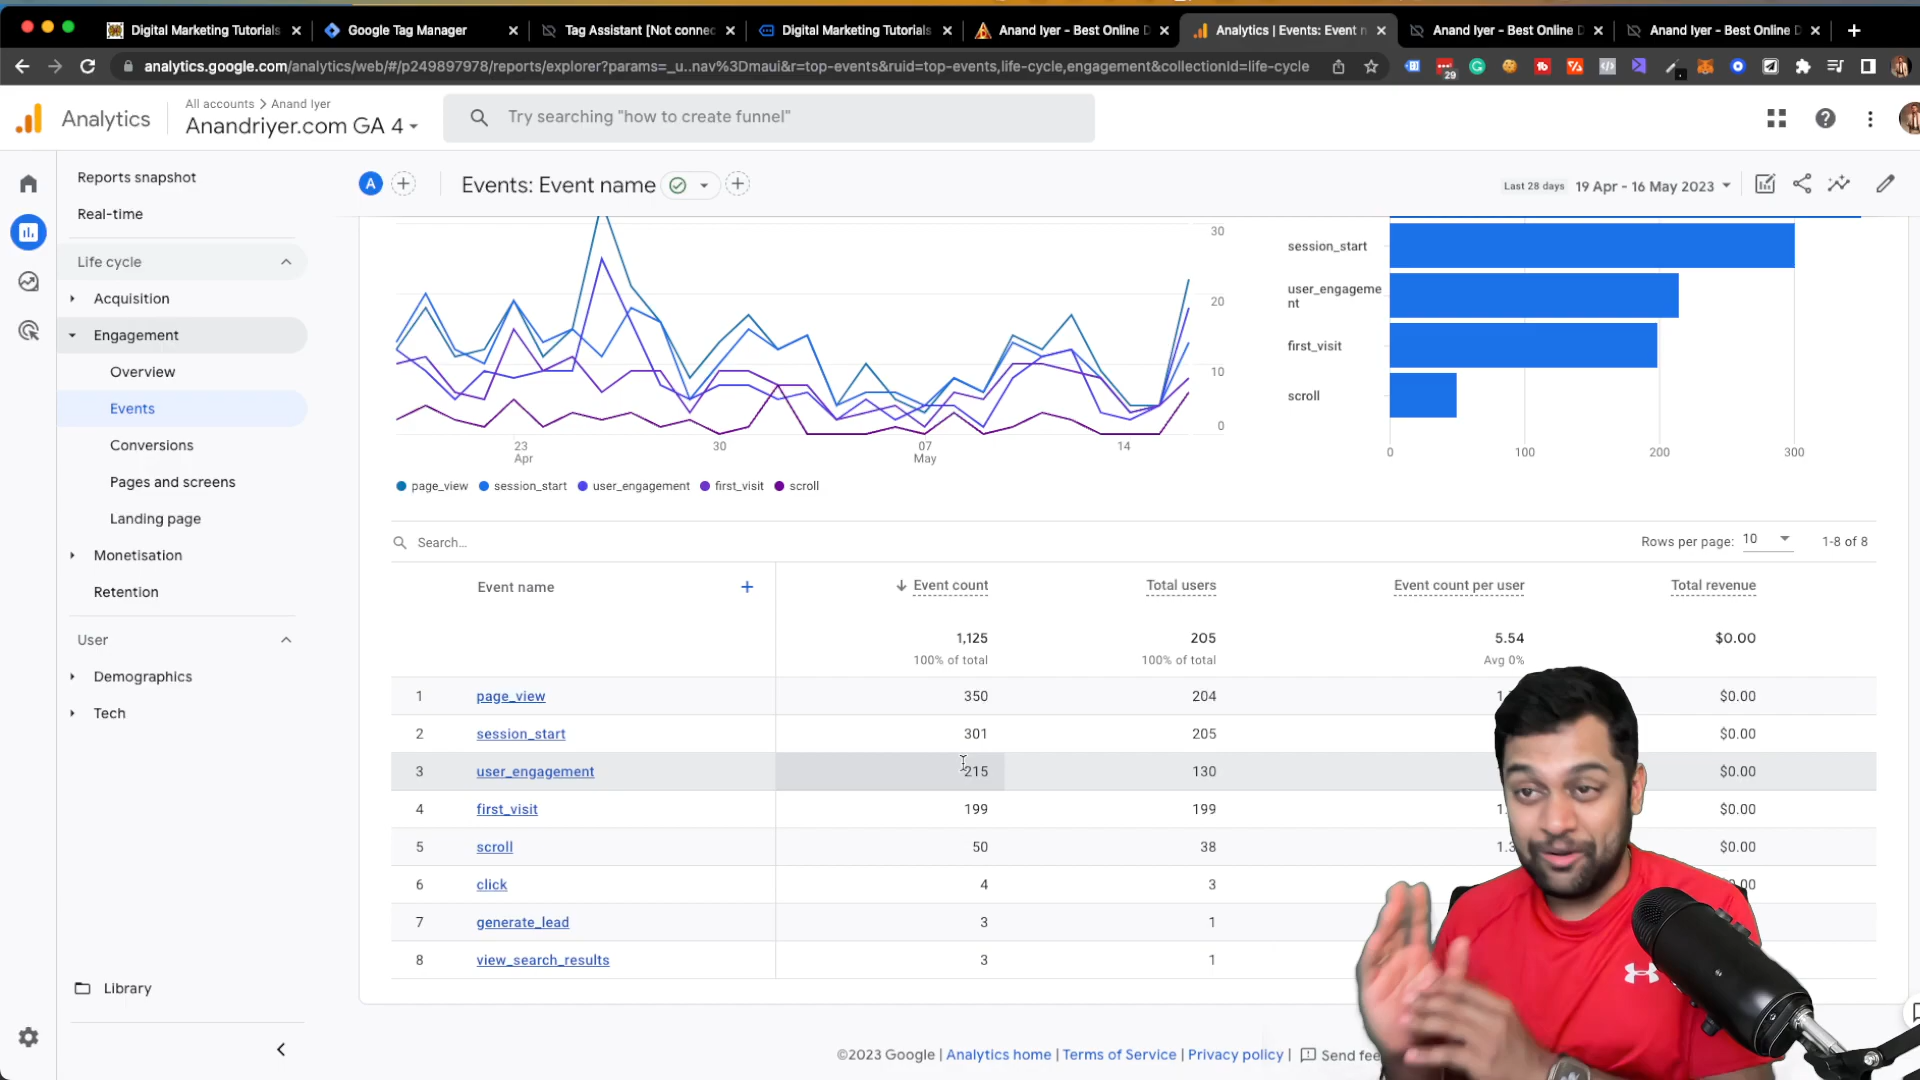 Digital Marketing Tutorials
Google Tag Manager
Tag Assistant [Not connec
Digital Marketing Tutorials
Anand Iyer - Best Online D
Analytics | Events: Event n
Anand Iyer - Best Online D
Anand Iyer - Best Online D
analytics.google.com/analytics/web/#/p249897978/reports/explorer?params=_u..nav%3Dmaui&r=top-events&ruid=top-events,life-cycle,engagement&collectionId=life-cycle
29
Analytics
All accounts > Anand Iyer
Anandriyer.com GA 4
Try searching "how to create funnel"
Reports snapshot
Real-time
Life cycle
Acquisition
Engagement
Overview
Events
Conversions
Pages and screens
Landing page
Monetisation
Retention
User
Demographics
Tech
Library
A
Events: Event name
Last 28 days 19 Apr - 16 May 2023
30
20
10
0
23
Apr
30
07
May
14
page_view session_start user_engagement first_visit scroll
session_start
user_engageme
nt
first_visit
scroll
0 100 200 300
Search...
Rows per page: 10 1-8 of 8
Event name Event count Total users Event count per user Total revenue
1,125 205 5.54 $0.00
100% of total 100% of total Avg 0%
1 page_view 350 204 $0.00
2 session_start 301 205 $0.00
3 user_engagement 215 130 $0.00
4 first_visit 199 199 $0.00
5 scroll 50 38 $0.00
6 click 4 3
7 generate_lead 3 1
8 view_search_results 3 1
©2023 Google | Analytics home | Terms of Service | Privacy policy | Send fee